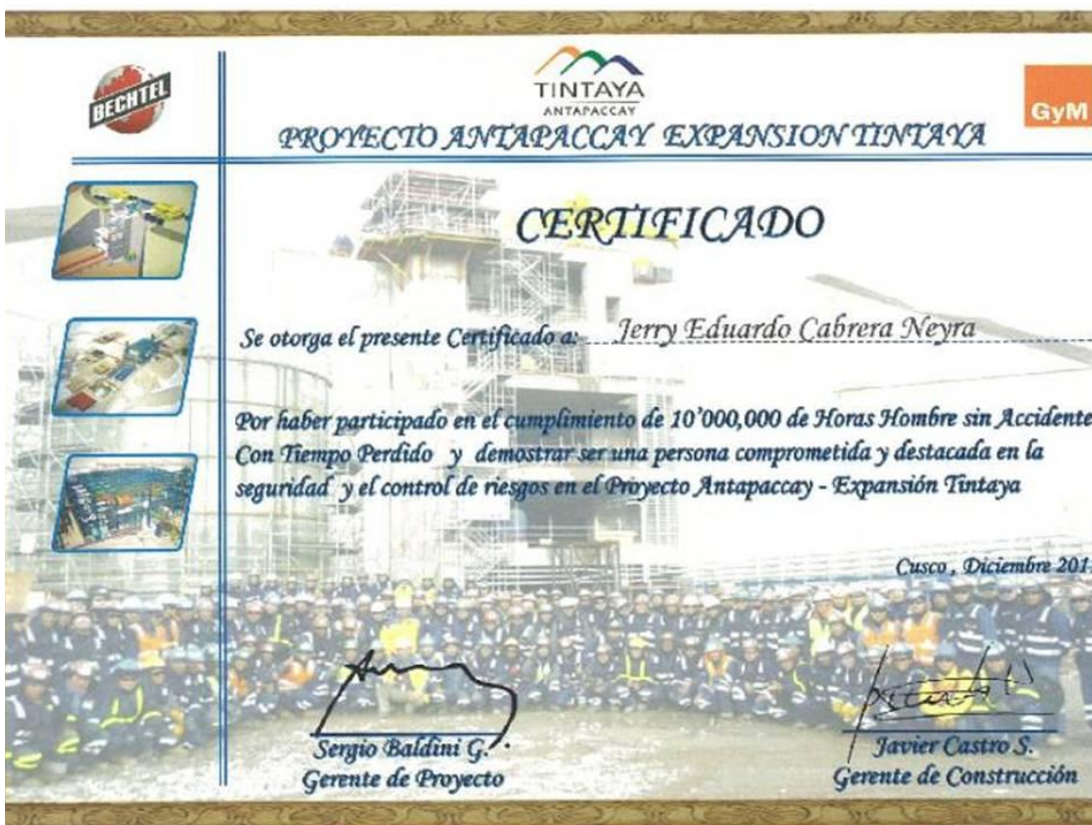 BECHTEL
TINTAYA
ANTAPACCAY
GyM
PROYECTO ANTAPACCAY EXPANSION TINTAYA
CERTIFICADO
Se otorga el presente Certificado a: Jerry Eduardo Cabrera Neyra
Por haber participado en el cumplimiento de 10'000,000 de Horas Hombre sin Accidente
Con Tiempo Perdido y demostrar ser una persona comprometida y destacada en la
seguridad y el control de riesgos en el Proyecto Antapaccay - Expansión Tintaya
Cusco, Diciembre 201
Sergio Baldini G.
Gerente de Proyecto
Javier Castro S.
Gerente de Construcción